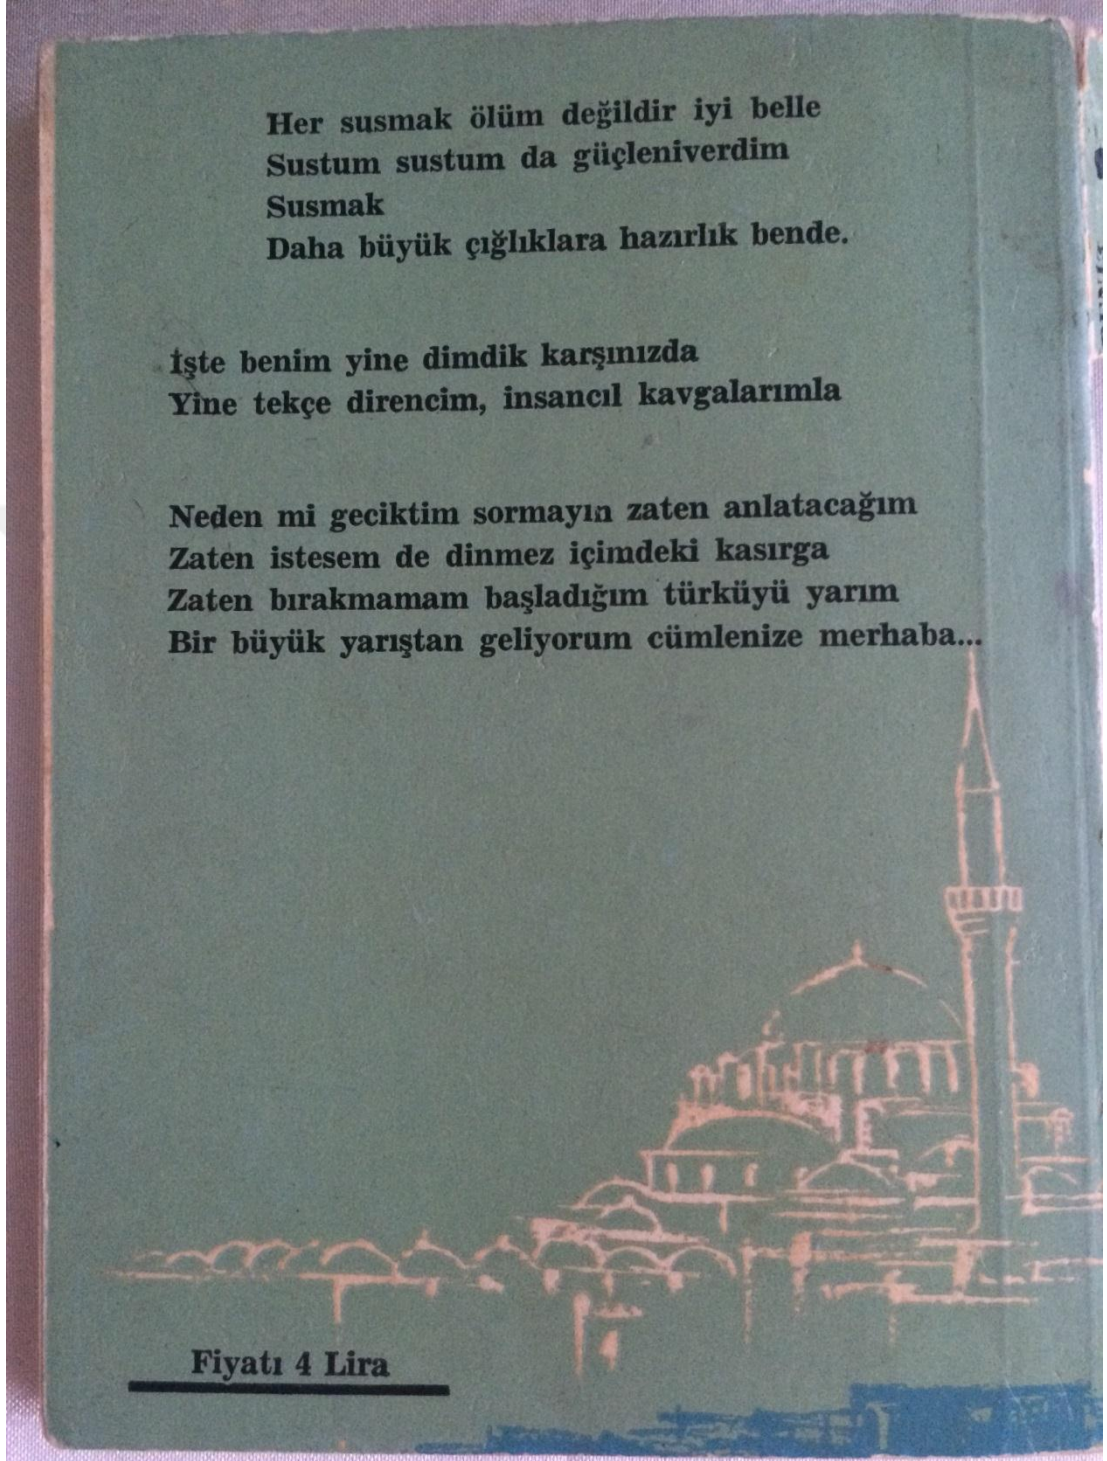 Her susmak ölüm değildir iyi belle
Sustum sustum da güçleniverdim
Susmak
Daha büyük çığlıklara hazırlık bende.
İşte benim yine dimdik karşınızda
Yine tekçe direncim, insancıl kavgalarımla
Neden mi geciktim sormayın zaten anlatacağım
Zaten istesem de dinmez içimdeki kasırga
Zaten bırakmamam başladığım türküyü yarım
Bir büyük yarıştan geliyorum cümlenize merhaba...
Fiyatı 4 Lira